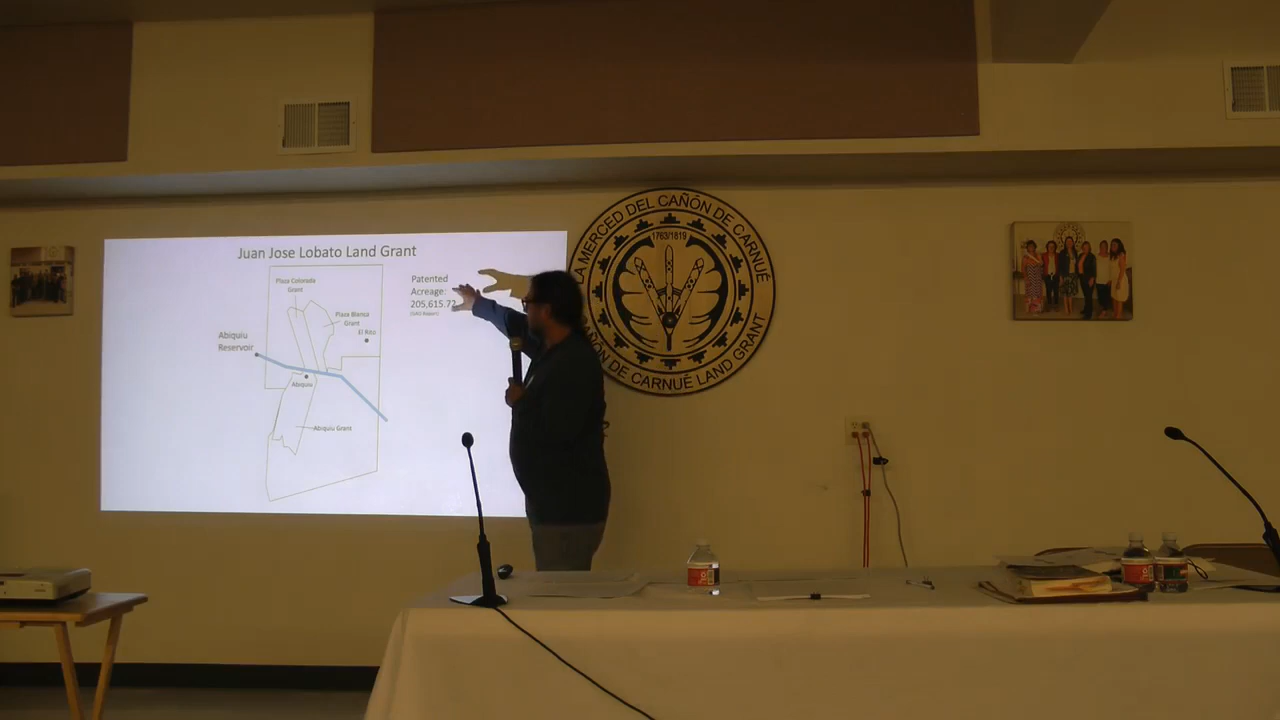 Juan Jose Lobato Land Grant
Plaza Colorada
Grant
Patented
Acreage:
205,615.72
Plaza Blanca
Grant
El Rito
Abiquiu
Reservoir
Abiquiu
Abiquiu Grant
LA MERCED DEL CAÑÓN DE CARNUÉ
1763/1819
CAÑÓN DE CARNUÉ LAND GRANT